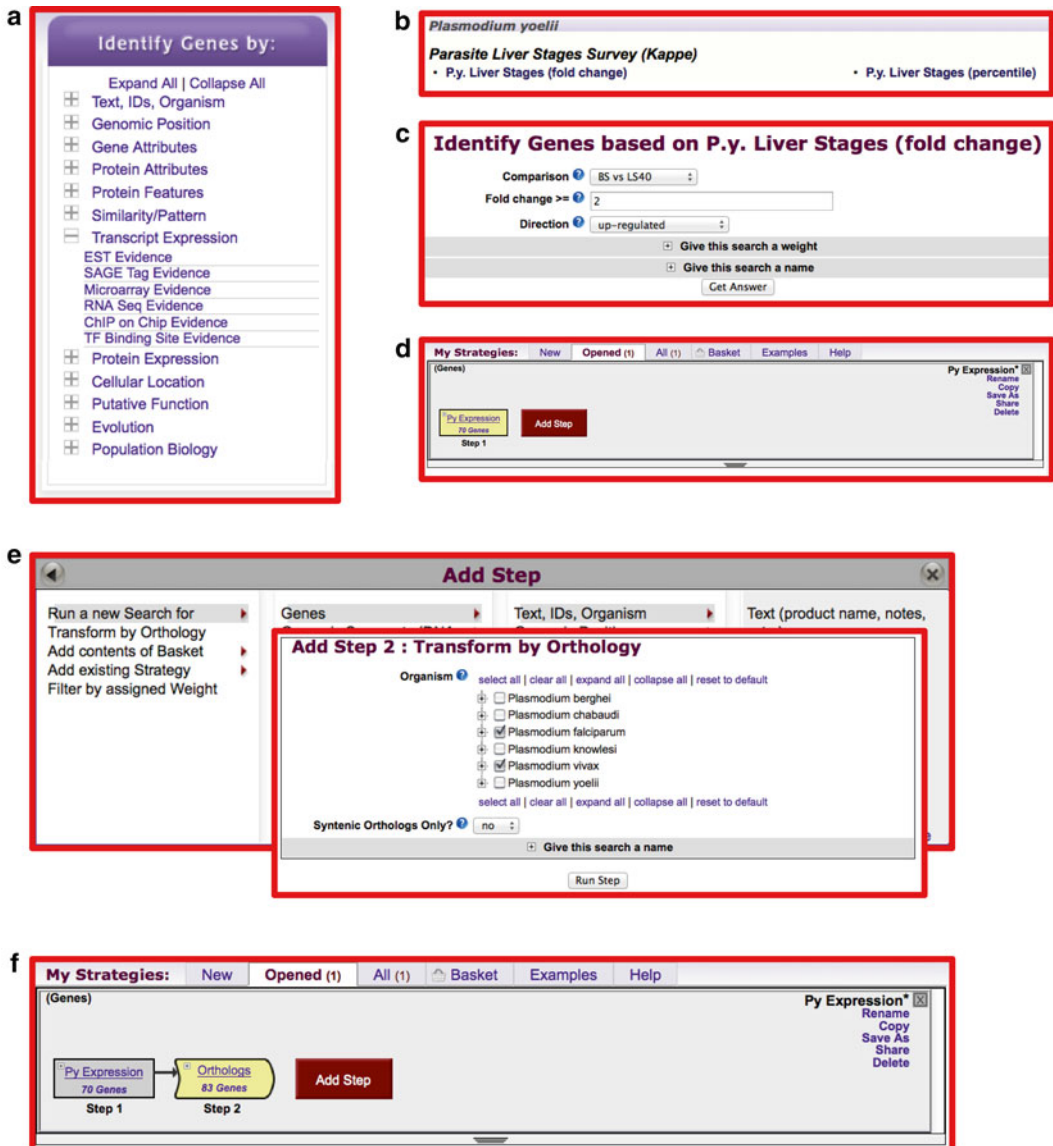 a
Identify Genes by:
Expand All | Collapse All
Text, IDs, Organism
Genomic Position
Gene Attributes
Protein Attributes
Protein Features
Similarity/Pattern
Transcript Expression
EST Evidence
SAGE Tag Evidence
Microarray Evidence
RNA Seq Evidence
ChIP on Chip Evidence
TF Binding Site Evidence
Protein Expression
Cellular Location
Putative Function
Evolution
Population Biology
b
Plasmodium yoelii
Parasite Liver Stages Survey (Kappe)
• P.y. Liver Stages (fold change) • P.y. Liver Stages (percentile)
c
Identify Genes based on P.y. Liver Stages (fold change)
Comparison ? BS vs LS40
Fold change >= ? 2
Direction ? up-regulated
Give this search a weight
Give this search a name
Get Answer
d
My Strategies: New Opened (1) All (1) Basket Examples Help
(Genes) Py Expression* X
Rename
Copy
Save As
Share
Delete
Py Expression
70 Genes
Step 1
Add Step
e
Add Step
Run a new Search for
Transform by Orthology
Add contents of Basket
Add existing Strategy
Filter by assigned Weight
Genes
Text, IDs, Organism
Text (product name, notes,
Add Step 2 : Transform by Orthology
Organism ? select all | clear all | expand all | collapse all | reset to default
Plasmodium berghei
Plasmodium chabaudi
Plasmodium falciparum
Plasmodium knowlesi
Plasmodium vivax
Plasmodium yoelii
select all | clear all | expand all | collapse all | reset to default
Syntenic Orthologs Only? ? no
Give this search a name
Run Step
f
My Strategies: New Opened (1) All (1) Basket Examples Help
(Genes) Py Expression* X
Rename
Copy
Save As
Share
Delete
Py Expression
70 Genes
Step 1
Orthologs
83 Genes
Step 2
Add Step